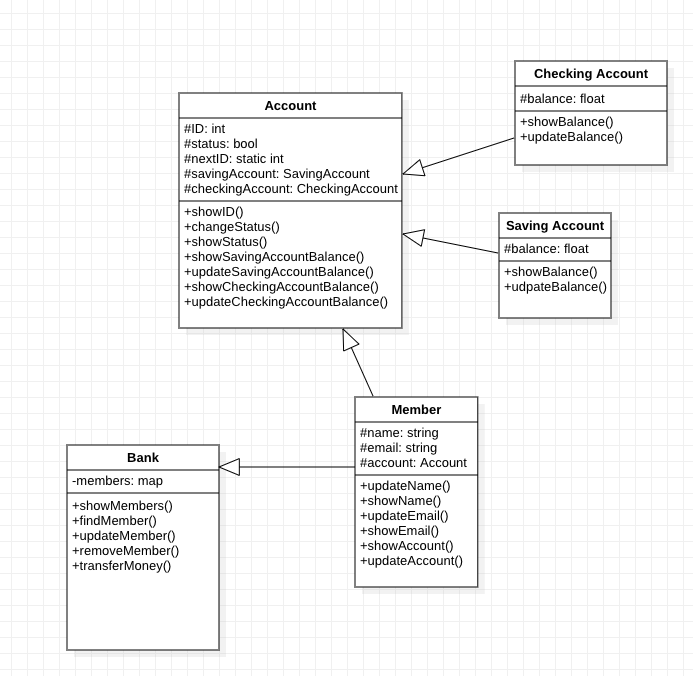 Checking Account
#balance: float
+showBalance()
+updateBalance()
Account
#ID: int
#status: bool
#nextID: static int
#savingAccount: SavingAccount
#checkingAccount: CheckingAccount
+showID()
+changeStatus()
+showStatus()
+showSavingAccountBalance()
+updateSavingAccountBalance()
+showCheckingAccountBalance()
+updateCheckingAccountBalance()
Saving Account
#balance: float
+showBalance()
+udpateBalance()
Member
#name: string
#email: string
#account: Account
+updateName()
+showName()
+updateEmail()
+showEmail()
+showAccount()
+updateAccount()
Bank
-members: map
+showMembers()
+findMember()
+updateMember()
+removeMember()
+transferMoney()